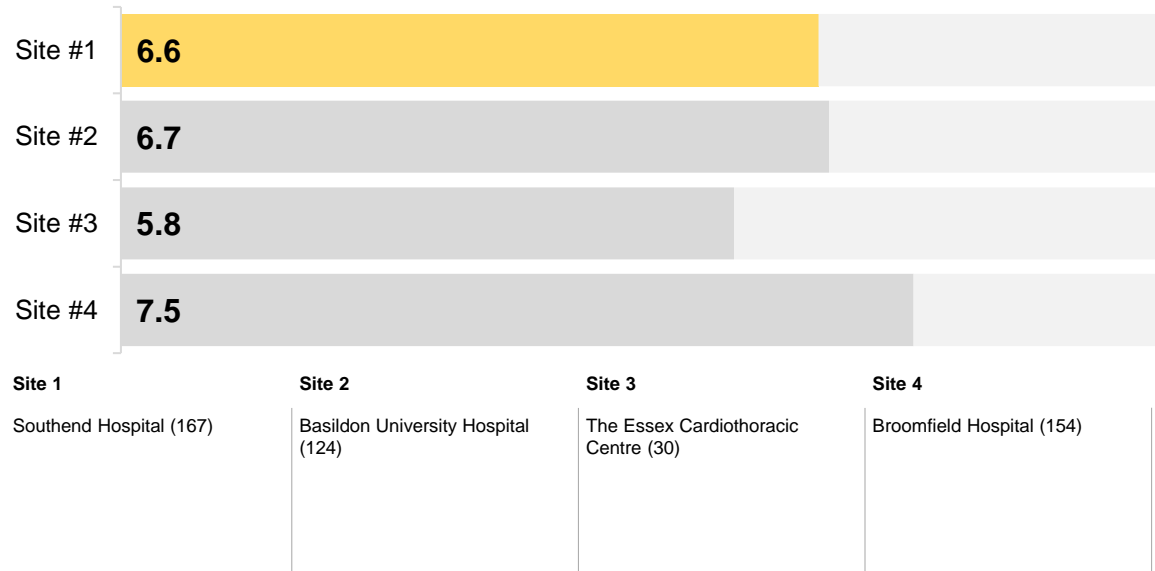 Site #1 6.6
Site #2 6.7
Site #3 5.8
Site #4 7.5
Site 1
Southend Hospital (167)
Site 2
Basildon University Hospital
(124)
Site 3
The Essex Cardiothoracic
Centre (30)
Site 4
Broomfield Hospital (154)